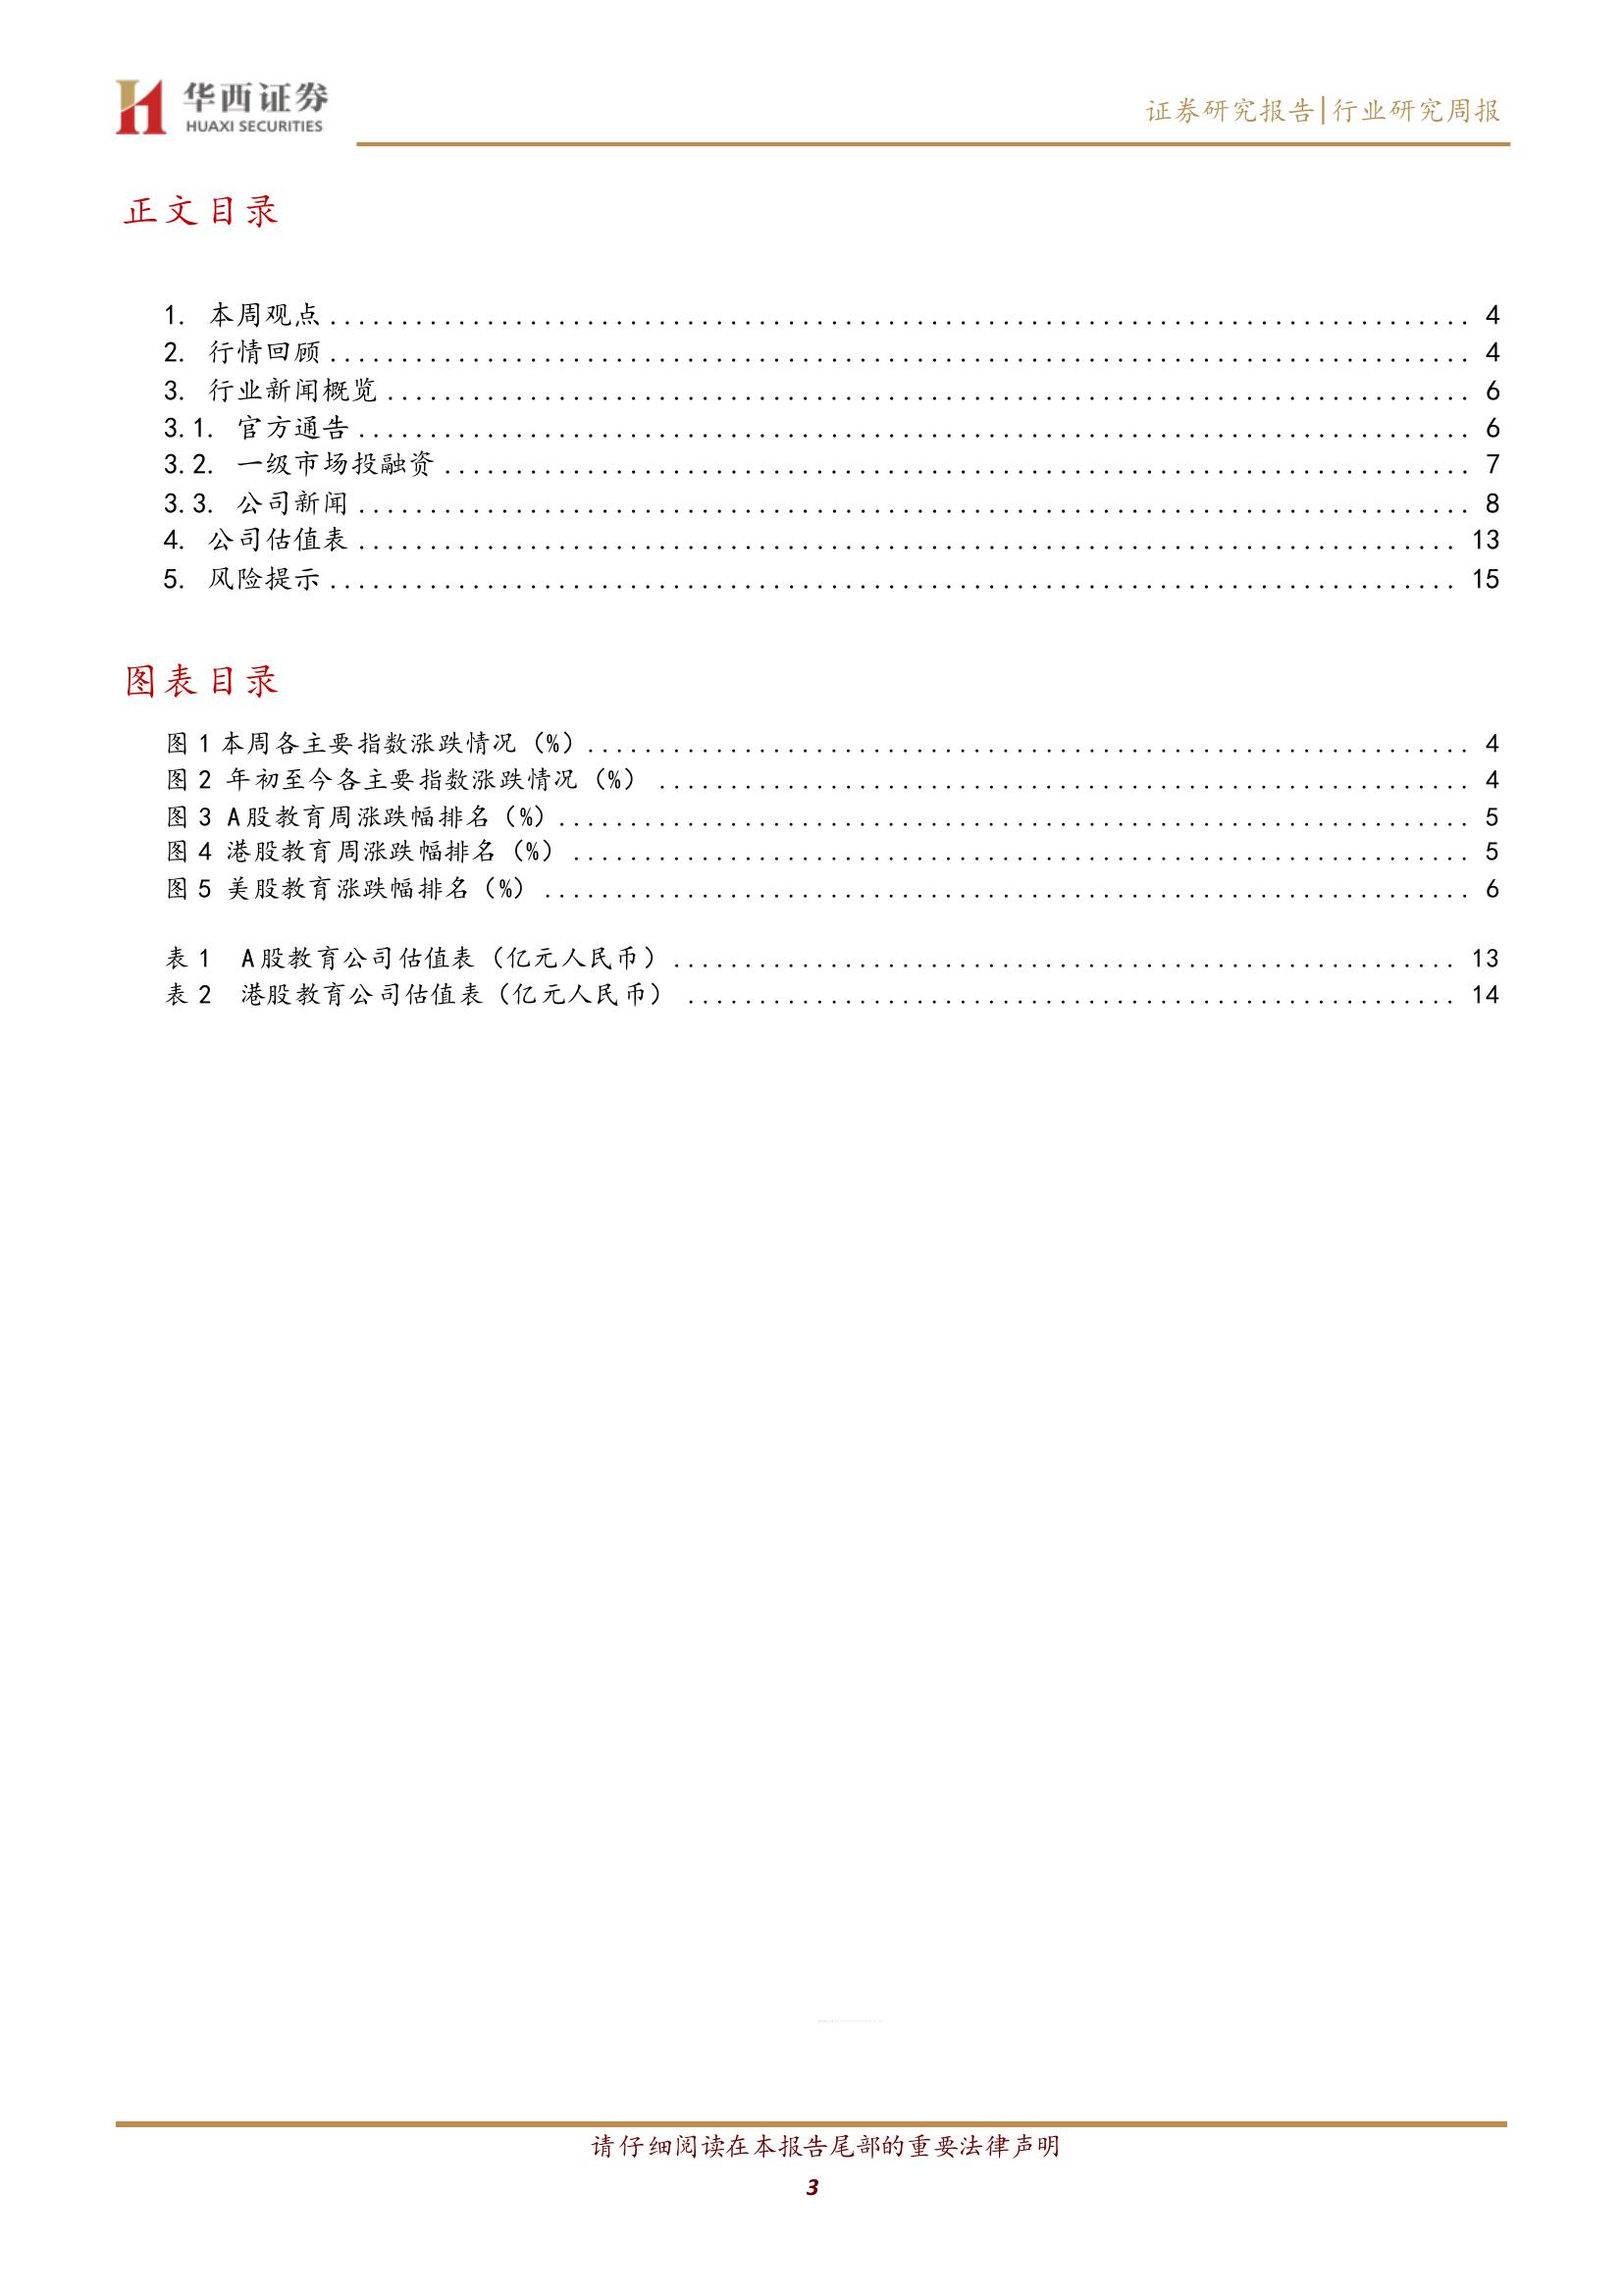 华西证券
HUAXI SECURITIES
证券研究报告|行业研究周报
正文目录
1. 本周观点 ................................................................................ 4
2. 行情回顾 ................................................................................ 4
3. 行业新闻概览 ............................................................................ 6
3.1. 官方通告 .............................................................................. 6
3.2. 一级市场投融资 ........................................................................ 7
3.3. 公司新闻 .............................................................................. 8
4. 公司估值表 ............................................................................. 13
5. 风险提示 ............................................................................... 15
图表目录
图 1 本周各主要指数涨跌情况（%）.............................................................. 4
图 2 年初至今各主要指数涨跌情况（%） ......................................................... 4
图 3 A 股教育周涨跌幅排名（%）................................................................ 5
图 4 港股教育周涨跌幅排名（%） ............................................................... 5
图 5 美股教育涨跌幅排名（%） ................................................................. 6
表 1 A 股教育公司估值表（亿元人民币）....................................................... 13
表 2 港股教育公司估值表（亿元人民币） ...................................................... 14
请仔细阅读在本报告尾部的重要法律声明
3